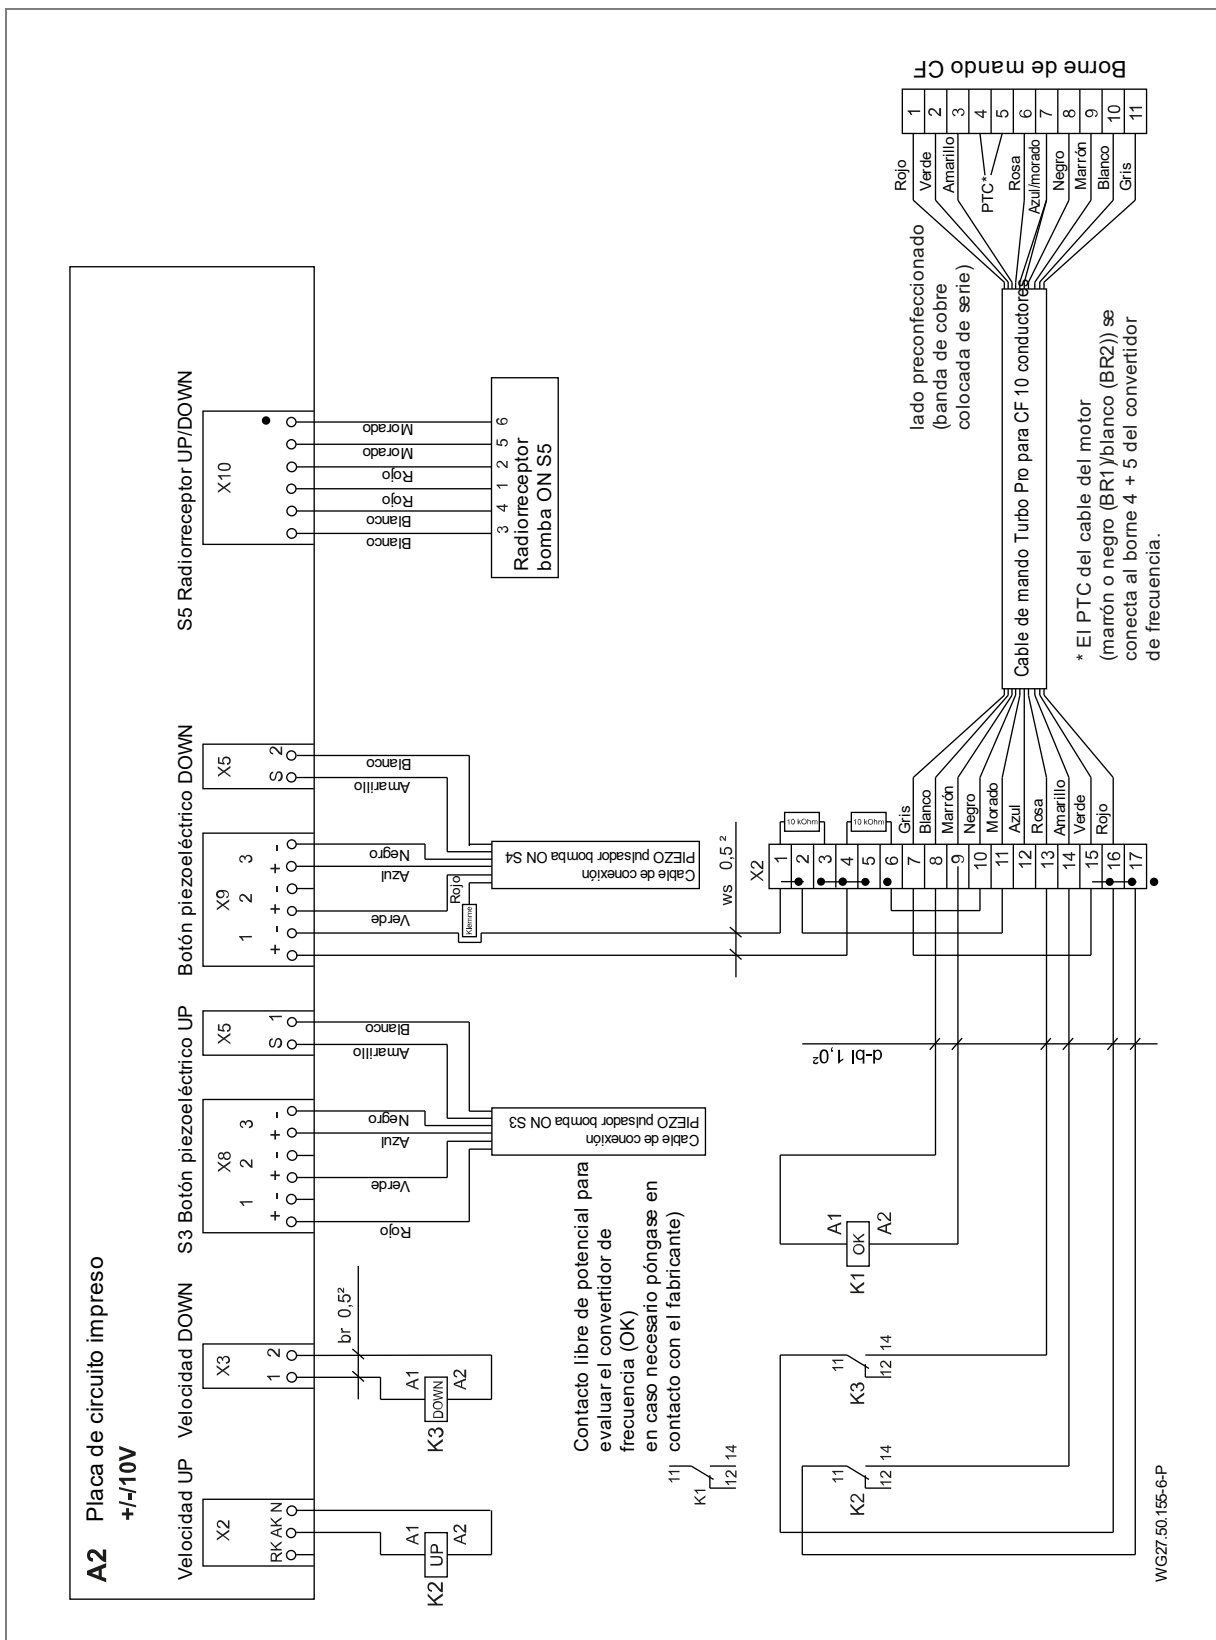 A2 Placa de circuito impreso
+/-/10V
Velocidad UP
X2
RK AK N
A1
UP
A2
K2
Velocidad DOWN
X3
1 2
br 0,5²
A1
DOWN
A2
K3
S3 Botón piezoeléctrico UP
X8
1 2 3
+ - + - + -
Rojo
Verde
Azul
Negro
X5
S 1
Amarillo
Blanco
Cable de conexión
PIEZO pulsador bomba ON S3
Botón piezoeléctrico DOWN
X9
1 2 3
+ - + - + -
Verde
Azul
Negro
X5
S 2
Amarillo
Blanco
Klemme
Rojo
Cable de conexión
PIEZO pulsador bomba ON S4
S5 Radiorreceptor UP/DOWN
X10
Blanco
Blanco
Rojo
Rojo
Morado
Morado
3 4 1 2 5 6
Radiorreceptor
bomba ON S5
Contacto libre de potencial para
evaluar el convertidor de
frecuencia (OK)
en caso necesario póngase en
contacto con el fabricante)
11
K1
12 14
ws 0,5²
X2
10 kOhm
10 kOhm
1
2
3
4
5
6
7
8
9
10
11
12
13
14
15
16
17
Gris
Blanco
Marrón
Negro
Morado
Azul
Rosa
Amarillo
Verde
Rojo
d-bl 1,0²
A1
OK
A2
K1
11
K3
12 14
11
K2
12 14
Cable de mando Turbo Pro para CF 10 conductores
lado preconfeccionado
(banda de cobre
colocada de serie)
Borne de mando CF
1
2
3
4
5
6
7
8
9
10
11
Rojo
Verde
Amarillo
PTC*
Rosa
Azul/morado
Negro
Marrón
Blanco
Gris
* El PTC del cable del motor
(marrón o negro (BR1)/blanco (BR2)) se
conecta al borne 4 + 5 del convertidor
de frecuencia.
WG27.50.155-6-P